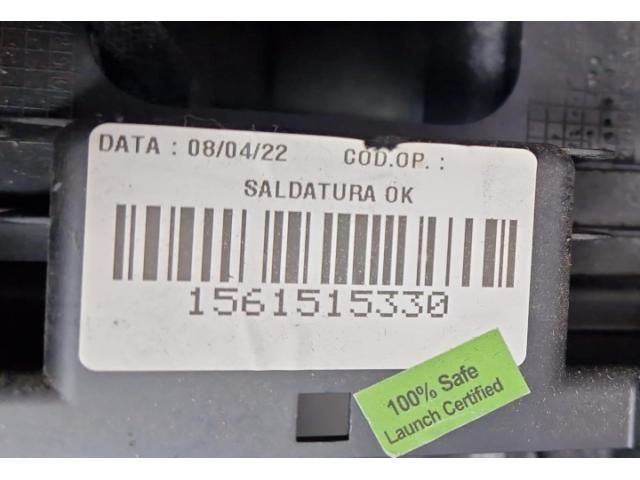 DATA : 08/04/22 COD.OP. :
SALDATURA OK
1561515330
100% Safe
Launch Certified